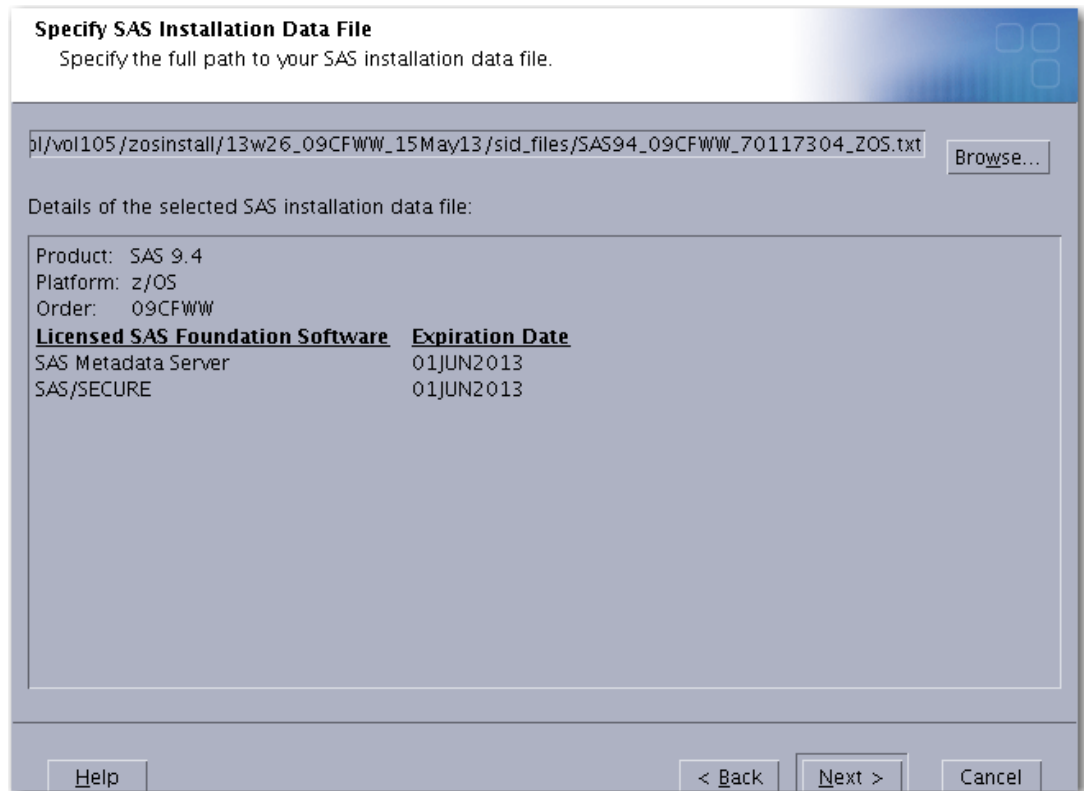 Specify SAS Installation Data File
Specify the full path to your SAS installation data file.
ol/vol105/zosinstall/13w26_09CFWW_15May13/sid_files/SAS94_09CFWW_70117304_ZOS.txt
Browse...
Details of the selected SAS installation data file:
Product: SAS 9.4
Platform: z/OS
Order: 09CFWW
Licensed SAS Foundation Software Expiration Date
SAS Metadata Server 01JUN2013
SAS/SECURE 01JUN2013
Help < Back Next > Cancel